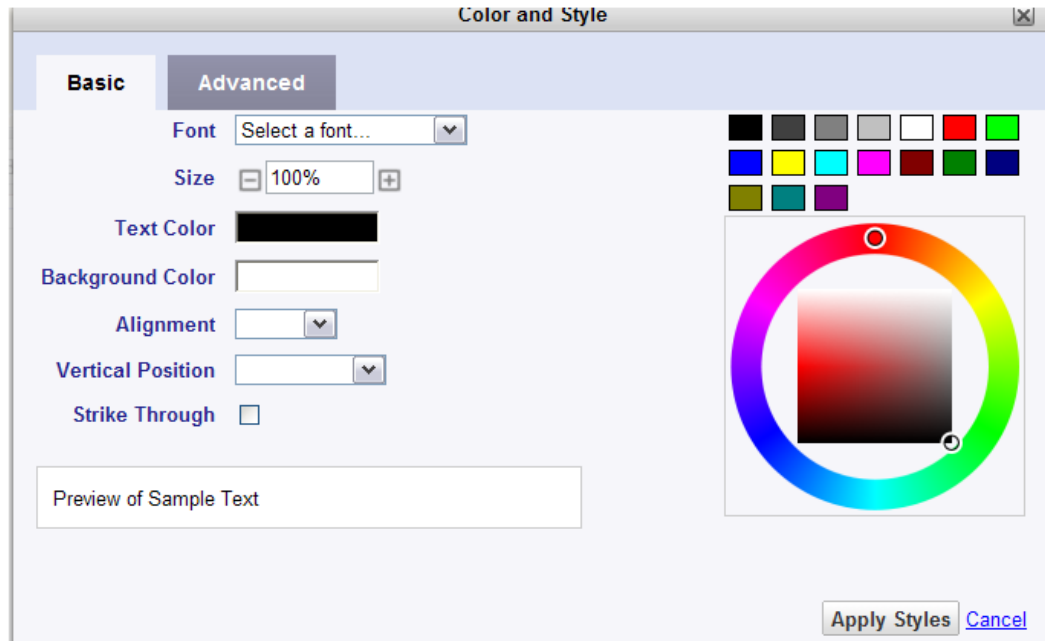 Color and Style
Basic Advanced
Font Select a font...
Size 100%
Text Color
Background Color
Alignment
Vertical Position
Strike Through
Preview of Sample Text
Apply Styles Cancel